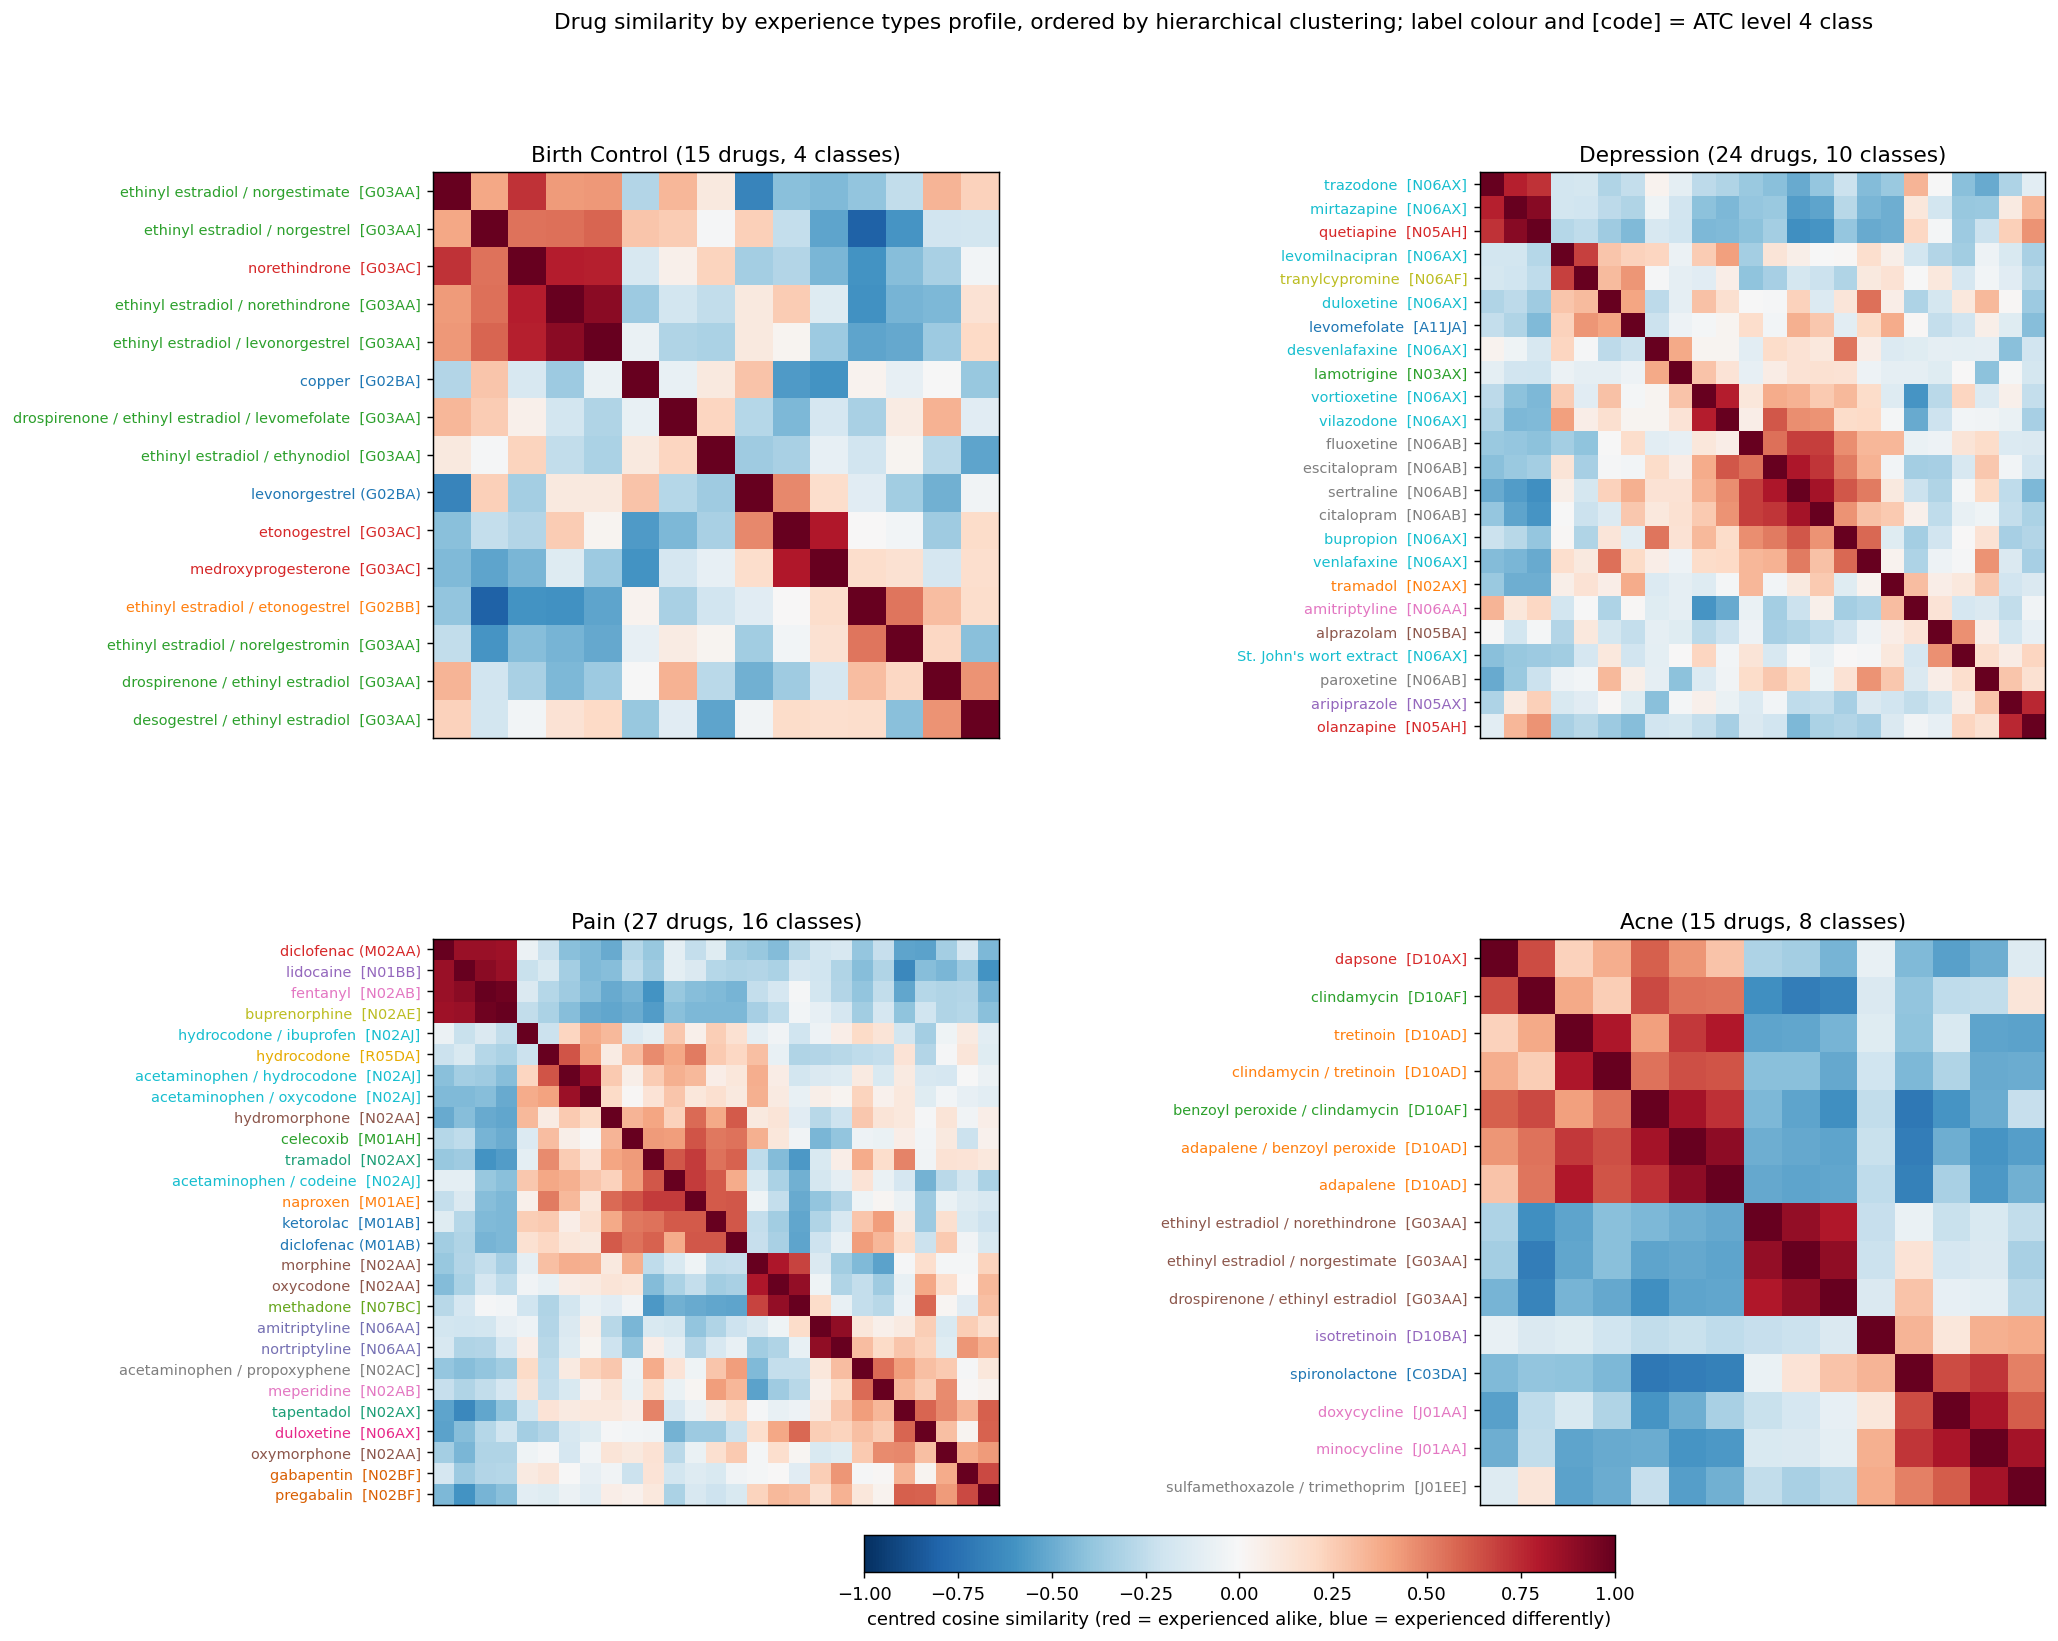 Drug similarity by experience types profile, ordered by hierarchical clustering; label colour and [code] = ATC level 4 class
Birth Control (15 drugs, 4 classes)
ethinyl estradiol / norgestimate [G03AA]
ethinyl estradiol / norgestrel [G03AA]
norethindrone [G03AC]
ethinyl estradiol / norethindrone [G03AA]
ethinyl estradiol / levonorgestrel [G03AA]
copper [G02BA]
drospirenone / ethinyl estradiol / levomefolate [G03AA]
ethinyl estradiol / ethynodiol [G03AA]
levonorgestrel (G02BA)
etonogestrel [G03AC]
medroxyprogesterone [G03AC]
ethinyl estradiol / etonogestrel [G02BB]
ethinyl estradiol / norelgestromin [G03AA]
drospirenone / ethinyl estradiol [G03AA]
desogestrel / ethinyl estradiol [G03AA]
Depression (24 drugs, 10 classes)
trazodone [N06AX]
mirtazapine [N06AX]
quetiapine [N05AH]
levomilnacipran [N06AX]
tranylcypromine [N06AF]
duloxetine [N06AX]
levomefolate [A11JA]
desvenlafaxine [N06AX]
lamotrigine [N03AX]
vortioxetine [N06AX]
vilazodone [N06AX]
fluoxetine [N06AB]
escitalopram [N06AB]
sertraline [N06AB]
citalopram [N06AB]
bupropion [N06AX]
venlafaxine [N06AX]
tramadol [N02AX]
amitriptyline [N06AA]
alprazolam [N05BA]
St. John's wort extract [N06AX]
paroxetine [N06AB]
aripiprazole [N05AX]
olanzapine [N05AH]
Pain (27 drugs, 16 classes)
diclofenac (M02AA)
lidocaine [N01BB]
fentanyl [N02AB]
buprenorphine [N02AE]
hydrocodone / ibuprofen [N02AJ]
hydrocodone [R05DA]
acetaminophen / hydrocodone [N02AJ]
acetaminophen / oxycodone [N02AJ]
hydromorphone [N02AA]
celecoxib [M01AH]
tramadol [N02AX]
acetaminophen / codeine [N02AJ]
naproxen [M01AE]
ketorolac [M01AB]
diclofenac (M01AB)
morphine [N02AA]
oxycodone [N02AA]
methadone [N07BC]
amitriptyline [N06AA]
nortriptyline [N06AA]
acetaminophen / propoxyphene [N02AC]
meperidine [N02AB]
tapentadol [N02AX]
duloxetine [N06AX]
oxymorphone [N02AA]
gabapentin [N02BF]
pregabalin [N02BF]
Acne (15 drugs, 8 classes)
dapsone [D10AX]
clindamycin [D10AF]
tretinoin [D10AD]
clindamycin / tretinoin [D10AD]
benzoyl peroxide / clindamycin [D10AF]
adapalene / benzoyl peroxide [D10AD]
adapalene [D10AD]
ethinyl estradiol / norethindrone [G03AA]
ethinyl estradiol / norgestimate [G03AA]
drospirenone / ethinyl estradiol [G03AA]
isotretinoin [D10BA]
spironolactone [C03DA]
doxycycline [J01AA]
minocycline [J01AA]
sulfamethoxazole / trimethoprim [J01EE]
−1.00 −0.75 −0.50 −0.25 0.00 0.25 0.50 0.75 1.00
centred cosine similarity (red = experienced alike, blue = experienced differently)